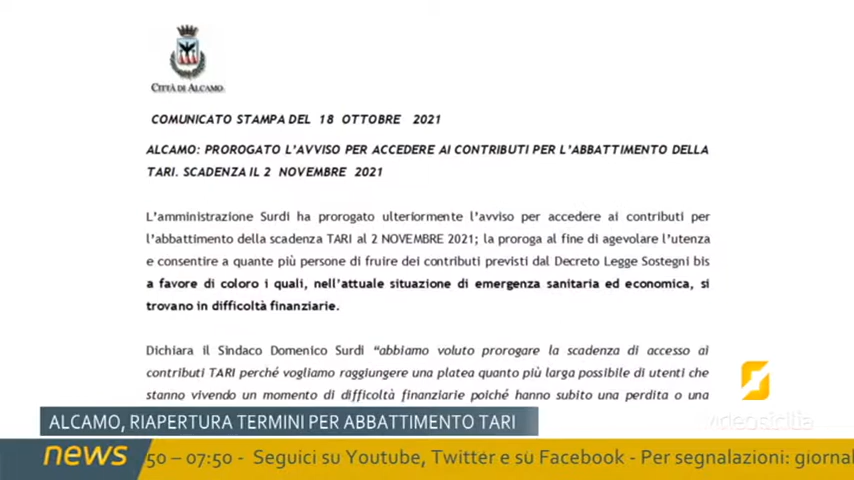 CITTÀ DI ALCAMO
COMUNICATO STAMPA DEL 18 OTTOBRE 2021
ALCAMO: PROROGATO L'AVVISO PER ACCEDERE AI CONTRIBUTI PER L'ABBATTIMENTO DELLA
TARI. SCADENZA IL 2 NOVEMBRE 2021
L'amministrazione Surdi ha prorogato ulteriormente l'avviso per accedere ai contributi per
l'abbattimento della scadenza TARI al 2 NOVEMBRE 2021; la proroga al fine di agevolare l'utenza
e consentire a quante più persone di fruire dei contributi previsti dal Decreto Legge Sostegni bis
a favore di coloro i quali, nell'attuale situazione di emergenza sanitaria ed economica, si
trovano in difficoltà finanziarie.
Dichiara il Sindaco Domenico Surdi "abbiamo voluto prorogare la scadenza di accesso ai
contributi TARI perché vogliamo raggiungere una platea quanto più larga possibile di utenti che
stanno vivendo un momento di difficoltà finanziarie poiché hanno subito una perdita o una
ALCAMO, RIAPERTURA TERMINI PER ABBATTIMENTO TARI
videosicilia
news
50 – 07:50 - Seguici su Youtube, Twitter e su Facebook - Per segnalazioni: giornal